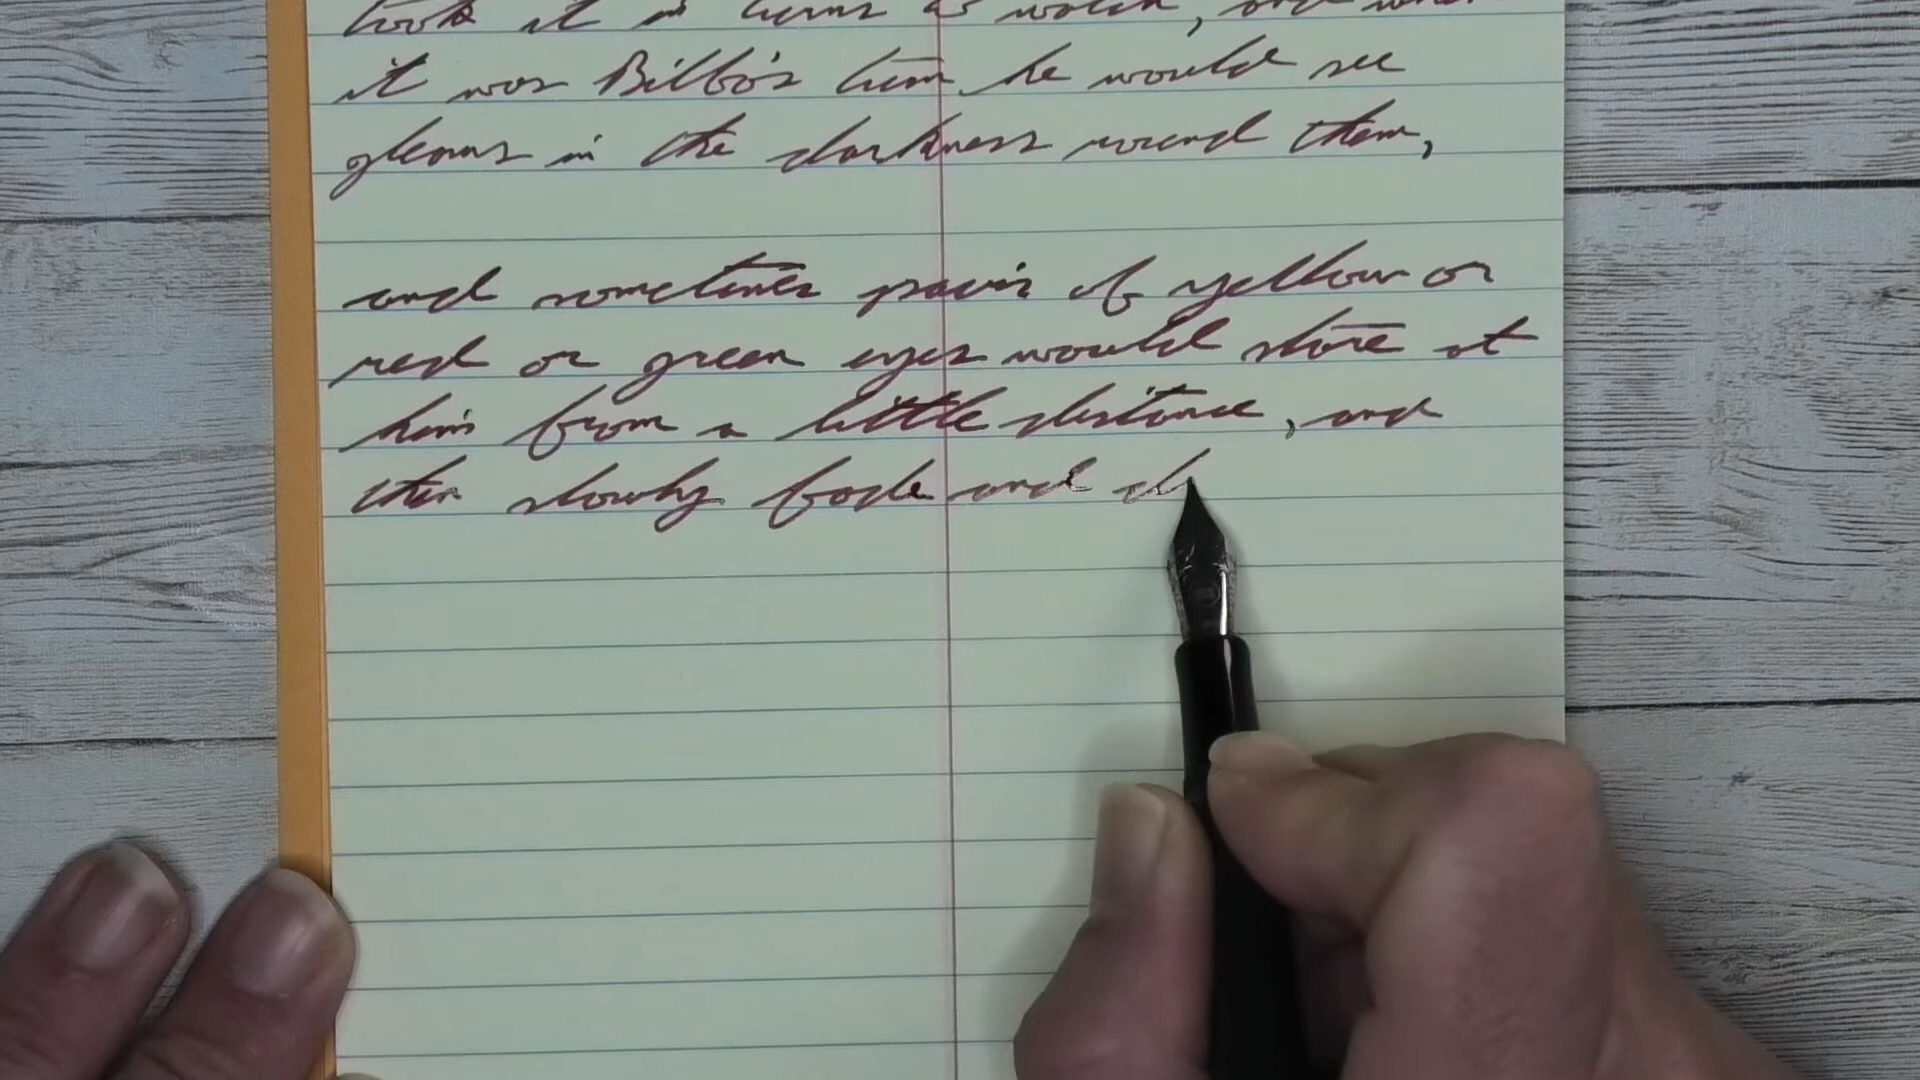 took it in turns to watch, and when
it was Bilbo's turn he would see
gleams in the darkness round them,
and sometimes pairs of yellow or
red or green eyes would stare at
him from a little distance, and
then slowly fade and d